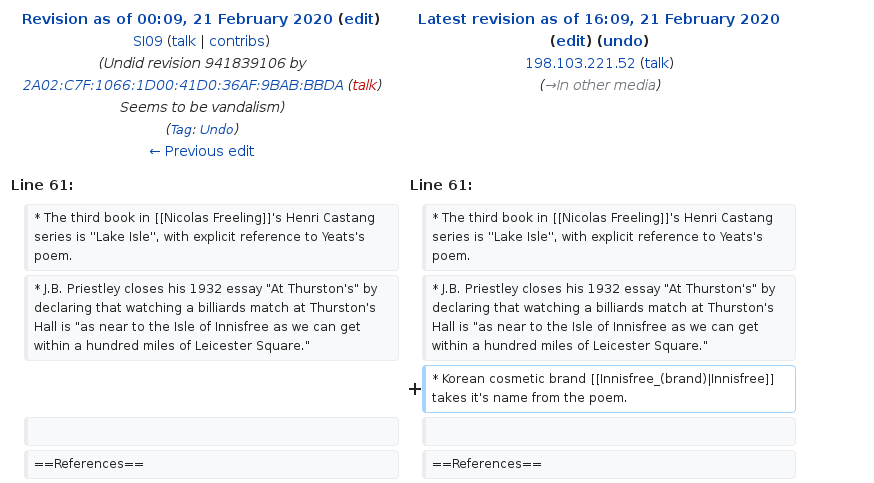 Revision as of 00:09, 21 February 2020 (edit)
SI09 (talk | contribs)
(Undid revision 941839106 by
2A02:C7F:1066:1D00:41D0:36AF:9BAB:BBDA (talk)
Seems to be vandalism)
(Tag: Undo)
← Previous edit
Latest revision as of 16:09, 21 February 2020
(edit) (undo)
198.103.221.52 (talk)
(→In other media)
Line 61:
Line 61:
* The third book in [[Nicolas Freeling]]'s Henri Castang
series is ''Lake Isle'', with explicit reference to Yeats's
poem.
* The third book in [[Nicolas Freeling]]'s Henri Castang
series is ''Lake Isle'', with explicit reference to Yeats's
poem.
* J.B. Priestley closes his 1932 essay "At Thurston's" by
declaring that watching a billiards match at Thurston's
Hall is "as near to the Isle of Innisfree as we can get
within a hundred miles of Leicester Square."
* J.B. Priestley closes his 1932 essay "At Thurston's" by
declaring that watching a billiards match at Thurston's
Hall is "as near to the Isle of Innisfree as we can get
within a hundred miles of Leicester Square."
+ * Korean cosmetic brand [[Innisfree_(brand)|Innisfree]]
takes it's name from the poem.
==References==
==References==